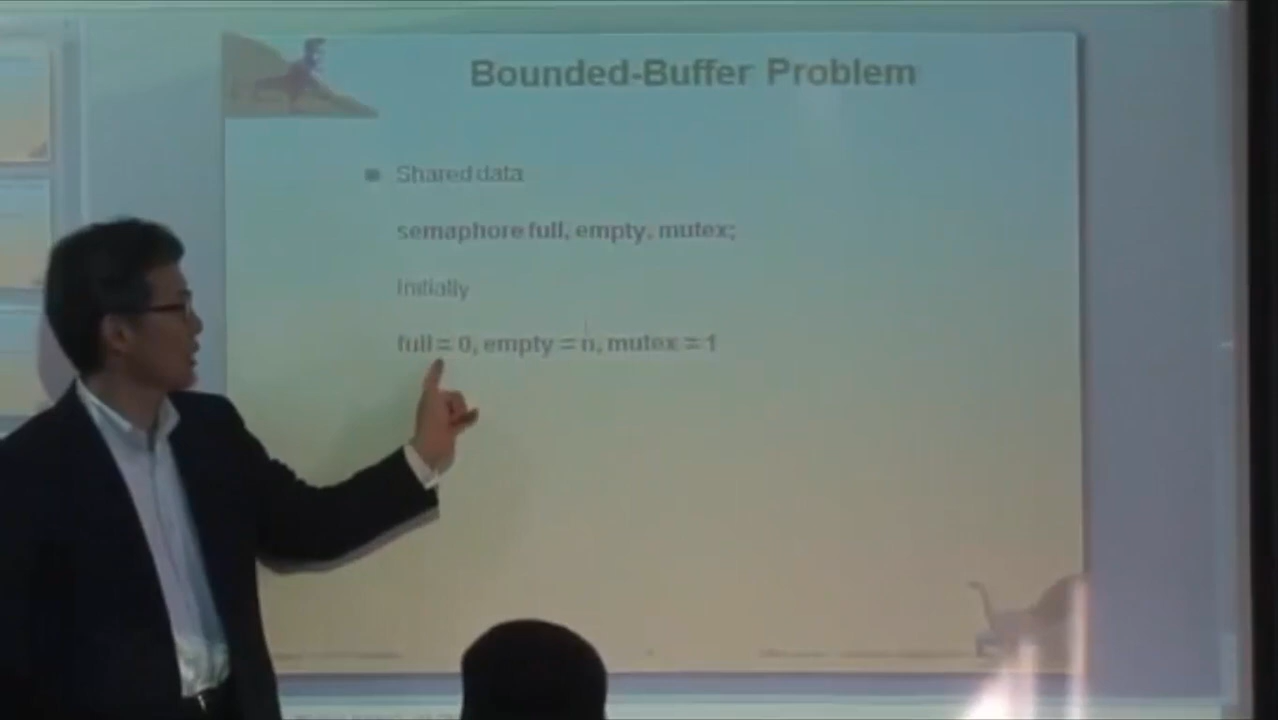 Bounded-Buffer Problem
Shared data
semaphore full, empty, mutex;
Initially
full = 0, empty = n, mutex = 1